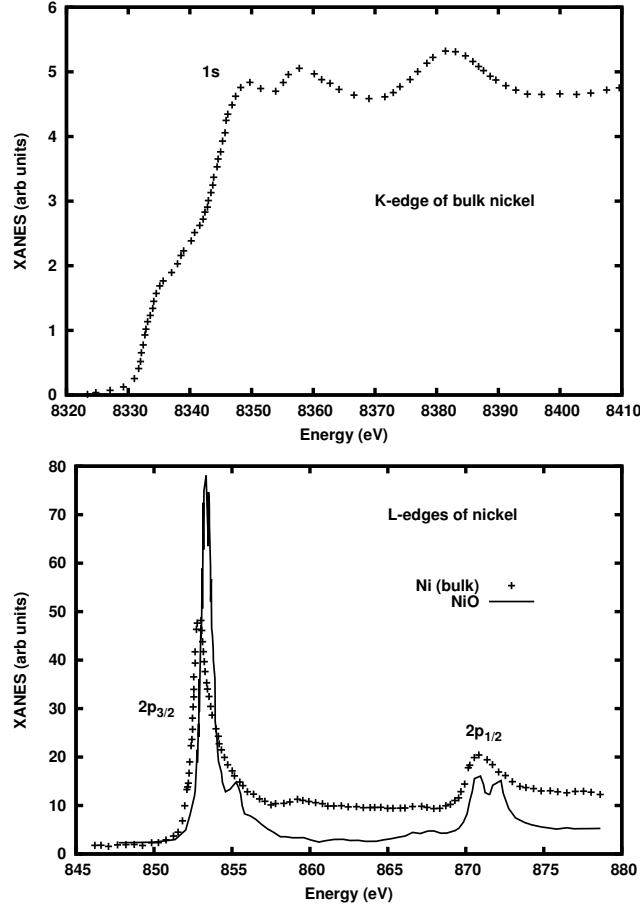 6
5
4
3
2
1
0
XANES (arb units)
1s
K-edge of bulk nickel
8320 8330 8340 8350 8360 8370 8380 8390 8400 8410
Energy (eV)
80
70
60
50
40
30
20
10
0
XANES (arb units)
L-edges of nickel
Ni (bulk)
NiO
2p3/2
2p1/2
845 850 855 860 865 870 875 880
Energy (eV)